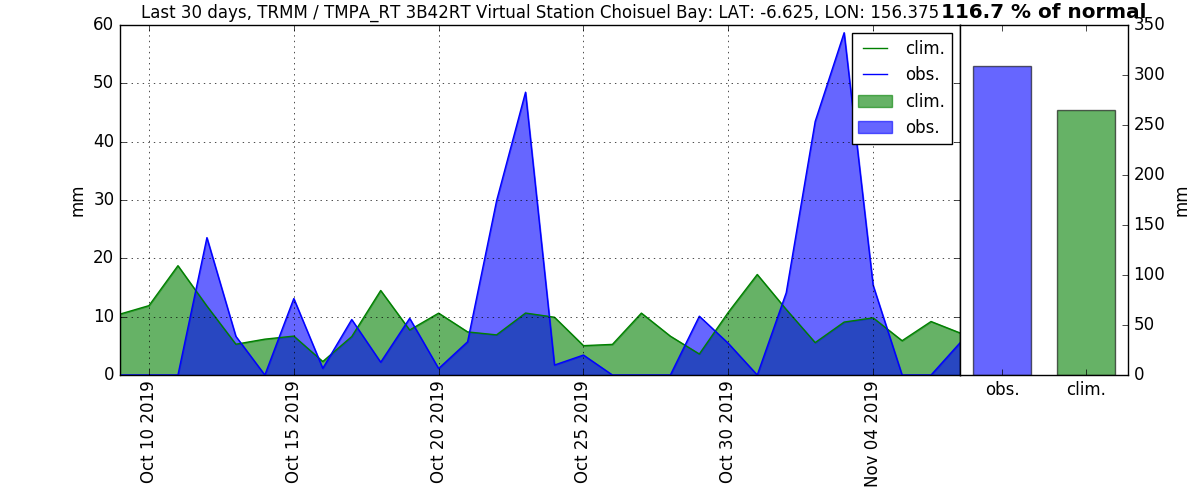 Last 30 days, TRMM / TMPA_RT 3B42RT Virtual Station Choisuel Bay: LAT: -6.625, LON: 156.375
116.7 % of normal
60
50
40
30
20
10
0
mm
clim.
obs.
clim.
obs.
Oct 10 2019
Oct 15 2019
Oct 20 2019
Oct 25 2019
Oct 30 2019
Nov 04 2019
350
300
250
200
150
100
50
0
mm
obs.
clim.